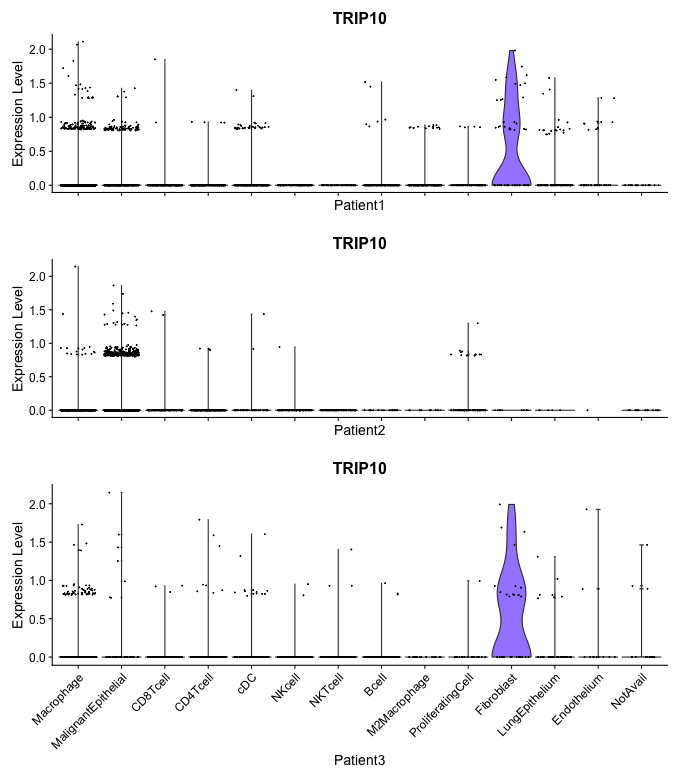 TRIP10
Expression Level
2.0
1.5
1.0
0.5
0.0
Patient1
TRIP10
Expression Level
2.0
1.5
1.0
0.5
0.0
Patient2
TRIP10
Expression Level
2.0
1.5
1.0
0.5
0.0
Macrophage
MalignantEpithelial
CD8Tcell
CD4Tcell
cDC
NKcell
NKTcell
Bcell
M2Macrophage
ProliferatingCell
Fibroblast
LungEpithelium
Endothelium
NotAvail
Patient3